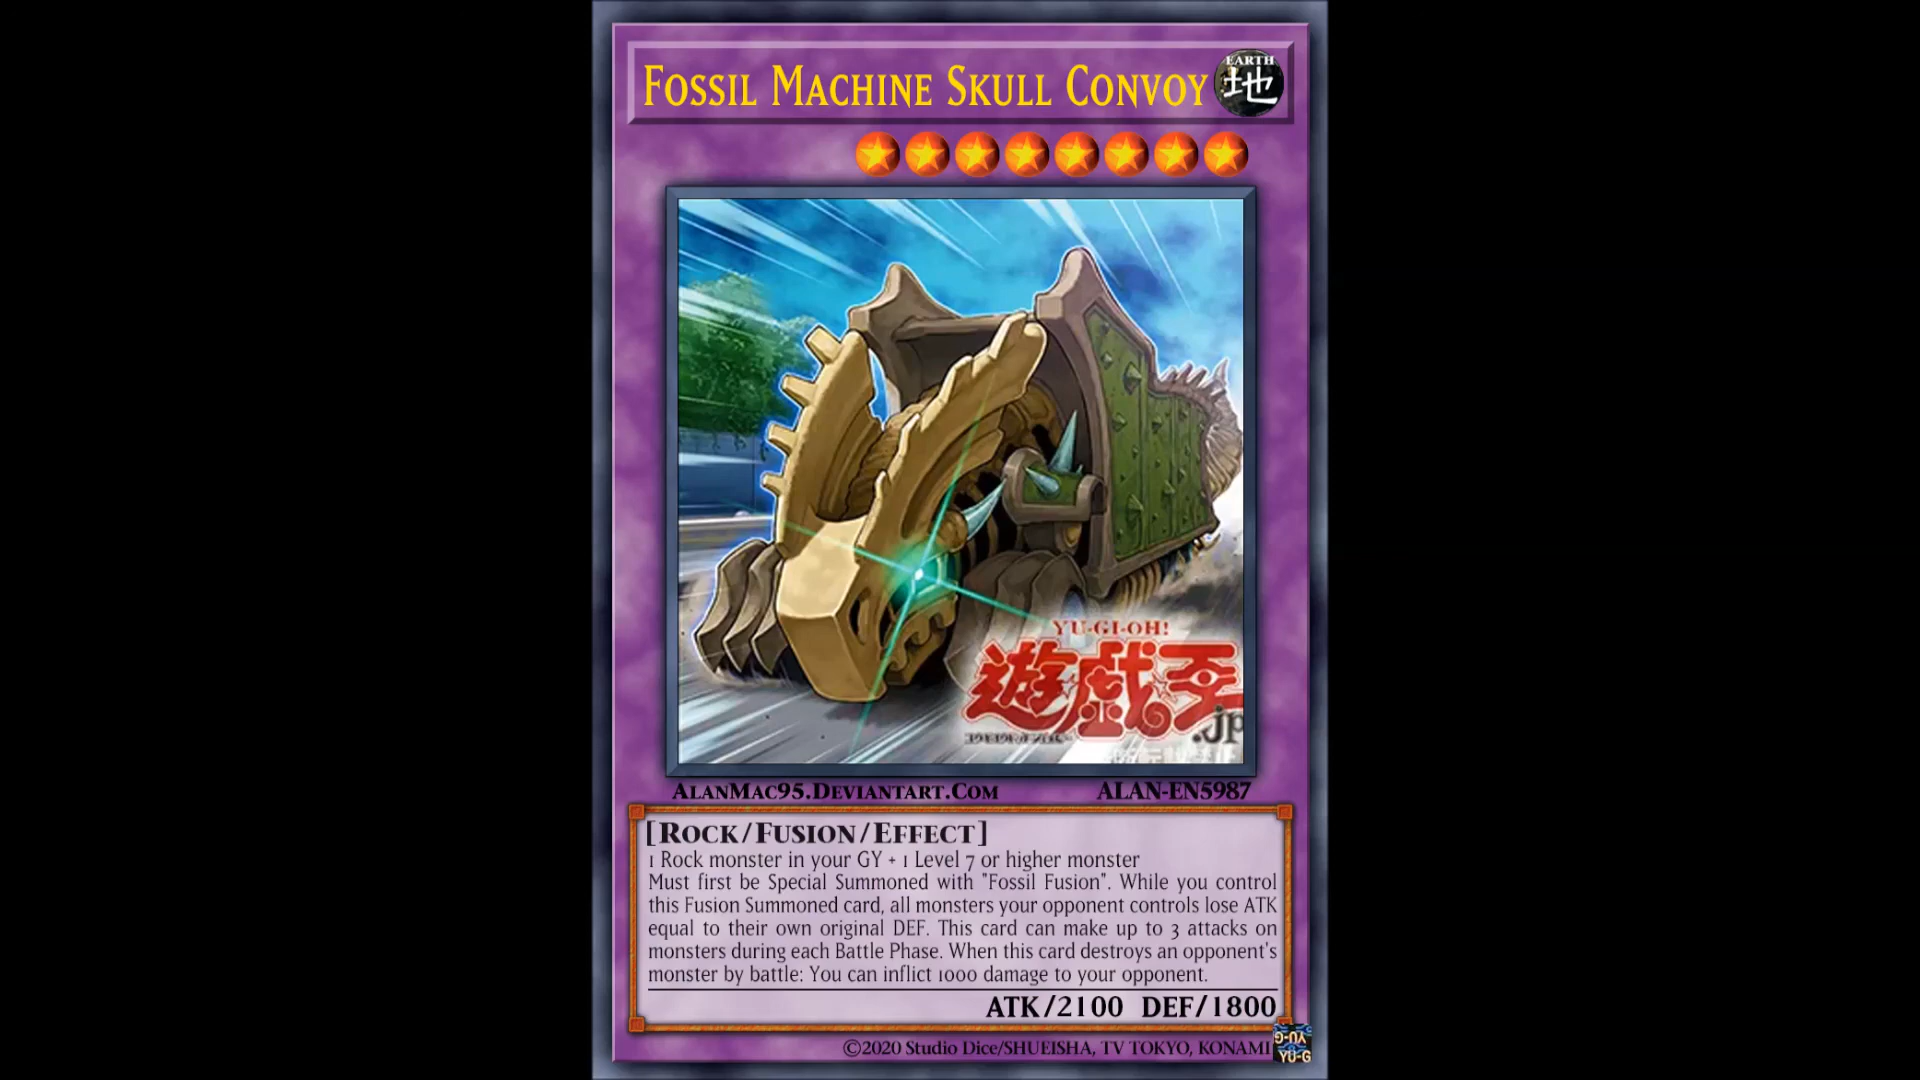 FOSSIL MACHINE SKULL CONVOY
EARTH
地
YU-GI-OH!
遊戯王
.jp
ALANMAC95.DEVIANTART.COM
ALAN-EN5987
[ROCK/FUSION/EFFECT]
1 Rock monster in your GY + 1 Level 7 or higher monster
Must first be Special Summoned with "Fossil Fusion". While you control
this Fusion Summoned card, all monsters your opponent controls lose ATK
equal to their own original DEF. This card can make up to 3 attacks on
monsters during each Battle Phase. When this card destroys an opponent's
monster by battle: You can inflict 1000 damage to your opponent.
ATK/2100 DEF/1800
©2020 Studio Dice/SHUEISHA, TV TOKYO, KONAMI
YU-G